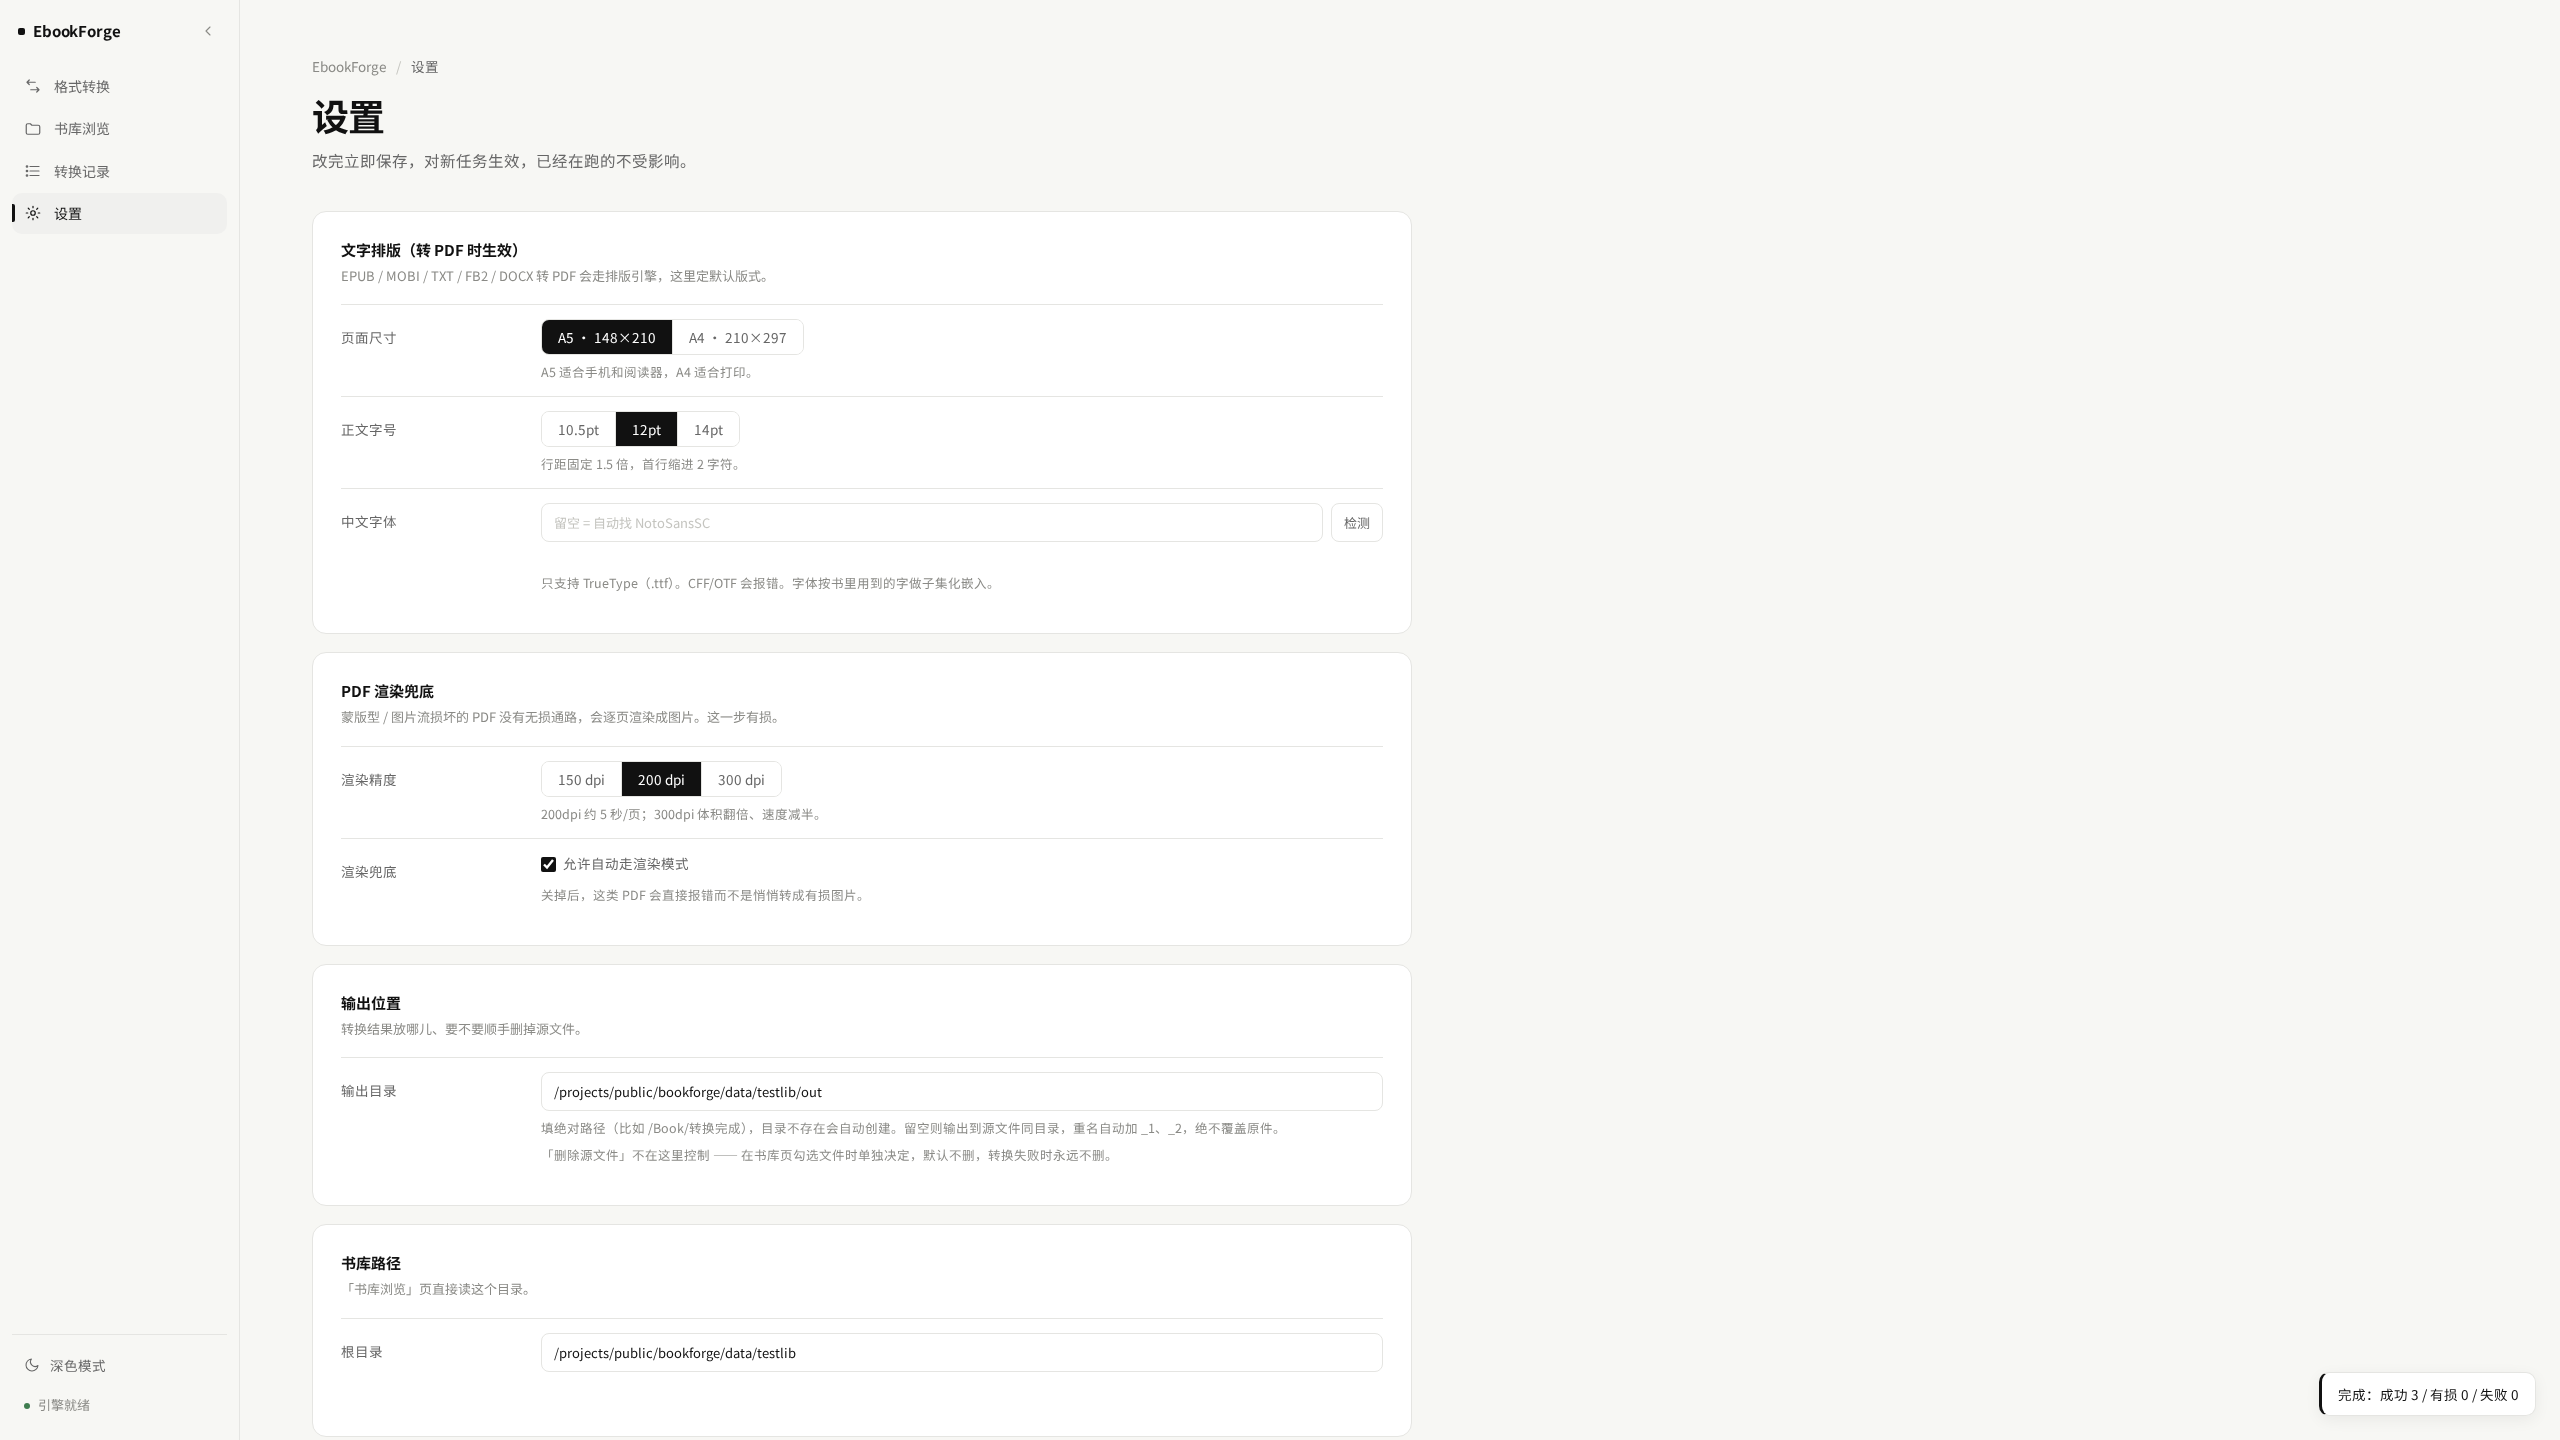 EbookForge
格式转换
书库浏览
转换记录
设置
深色模式
引擎就绪
EbookForge / 设置
设置
改完立即保存，对新任务生效，已经在跑的不受影响。
文字排版（转 PDF 时生效）
EPUB / MOBI / TXT / FB2 / DOCX 转 PDF 会走排版引擎，这里定默认版式。
页面尺寸
A5 · 148×210 A4 · 210×297
A5 适合手机和阅读器，A4 适合打印。
正文字号
10.5pt 12pt 14pt
行距固定 1.5 倍，首行缩进 2 字符。
中文字体
留空 = 自动找 NotoSansSC 检测
只支持 TrueType（.ttf）。CFF/OTF 会报错。字体按书里用到的字做子集化嵌入。
PDF 渲染兜底
蒙版型 / 图片流损坏的 PDF 没有无损通路，会逐页渲染成图片。这一步有损。
渲染精度
150 dpi 200 dpi 300 dpi
200dpi 约 5 秒/页；300dpi 体积翻倍、速度减半。
渲染兜底
允许自动走渲染模式
关掉后，这类 PDF 会直接报错而不是悄悄转成有损图片。
输出位置
转换结果放哪儿、要不要顺手删掉源文件。
输出目录
/projects/public/bookforge/data/testlib/out
填绝对路径（比如 /Book/转换完成），目录不存在会自动创建。留空则输出到源文件同目录，重名自动加 _1、_2，绝不覆盖原件。
「删除源文件」不在这里控制 —— 在书库页勾选文件时单独决定，默认不删，转换失败时永远不删。
书库路径
「书库浏览」页直接读这个目录。
根目录
/projects/public/bookforge/data/testlib
完成：成功 3 / 有损 0 / 失败 0